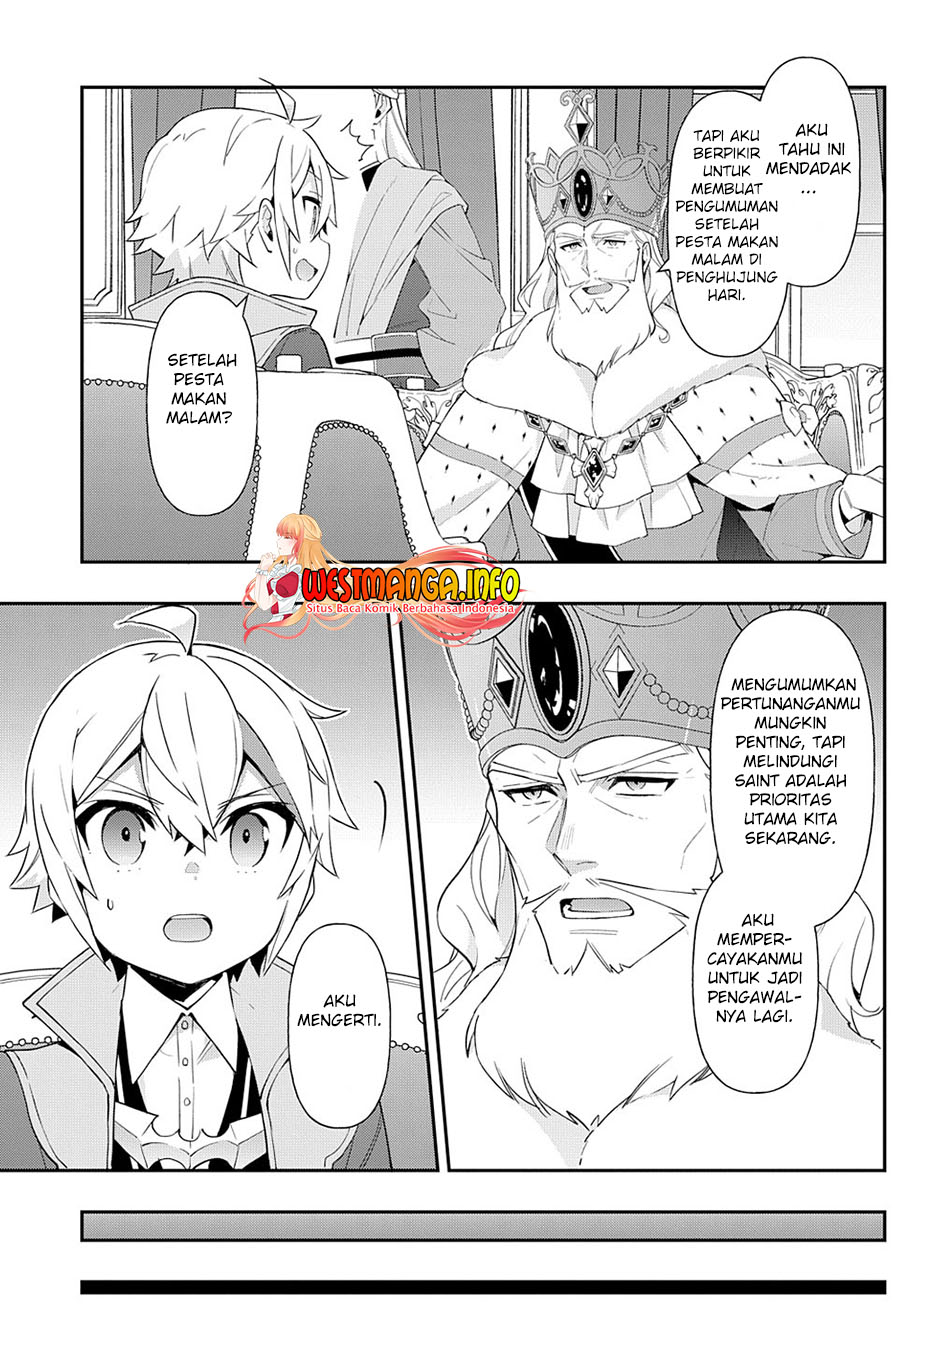 AKU
TAHU INI
MENDADAK
...
TAPI AKU
BERPIKIR
UNTUK
MEMBUAT
PENGUMUMAN
SETELAH
PESTA MAKAN
MALAM DI
PENGHUJUNG
HARI.
SETELAH
PESTA
MAKAN
MALAM?
WESTMANGA.INFO
Situs Baca Komik Berbahasa Indonesia
MENGUMUMKAN
PERTUNANGANMU
MUNGKIN
PENTING, TAPI
MELINDUNGI
SAINT ADALAH
PRIORITAS
UTAMA KITA
SEKARANG.
AKU
MEMPER-
CAYAKANMU
UNTUK JADI
PENGAWAL-
NYA LAGI.
AKU
MENGERTI.